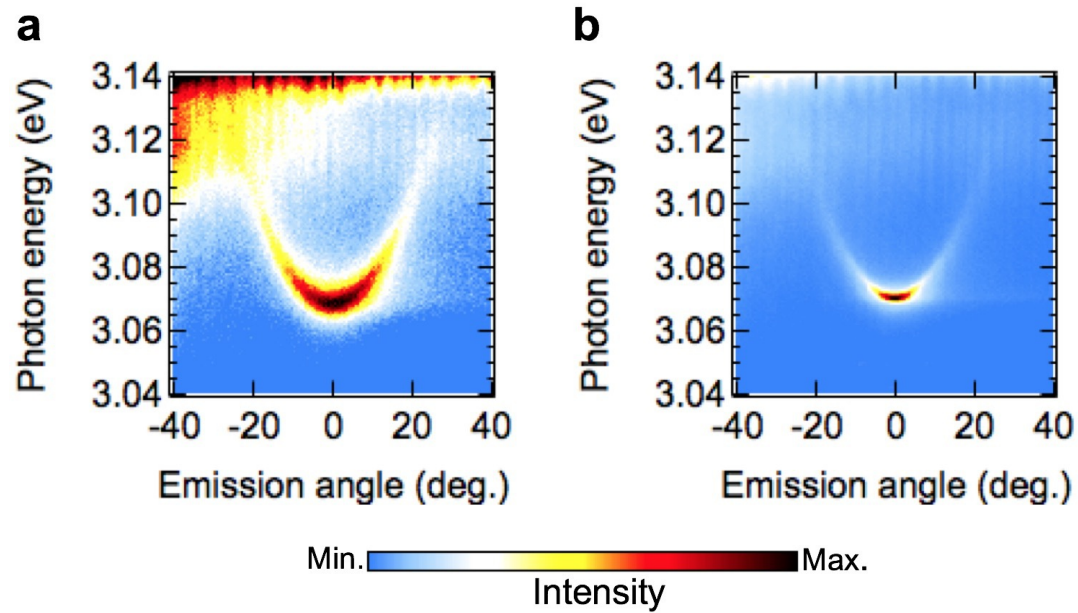 a
b
Photon energy (eV)
3.14
3.12
3.10
3.08
3.06
3.04
-40 -20 0 20 40
Emission angle (deg.)
Photon energy (eV)
3.14
3.12
3.10
3.08
3.06
3.04
-40 -20 0 20 40
Emission angle (deg.)
Min. Max.
Intensity